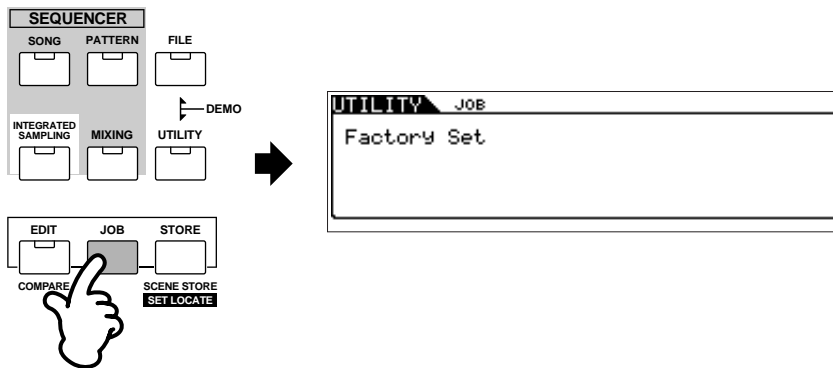 SEQUENCER
SONG PATTERN FILE
DEMO
INTEGRATED
SAMPLING MIXING UTILITY
EDIT JOB STORE
COMPARE SCENE STORE
SET LOCATE
UTILITY JOB
Factory Set